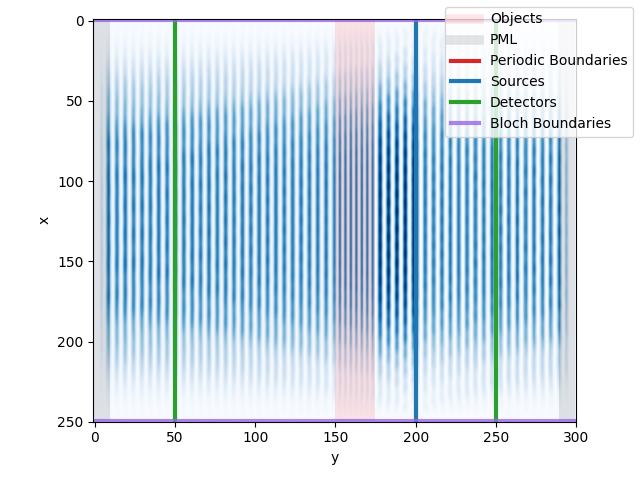 Objects
PML
Periodic Boundaries
Sources
Detectors
Bloch Boundaries
0
50
100
150
200
250
x
0 50 100 150 200 250 300
y